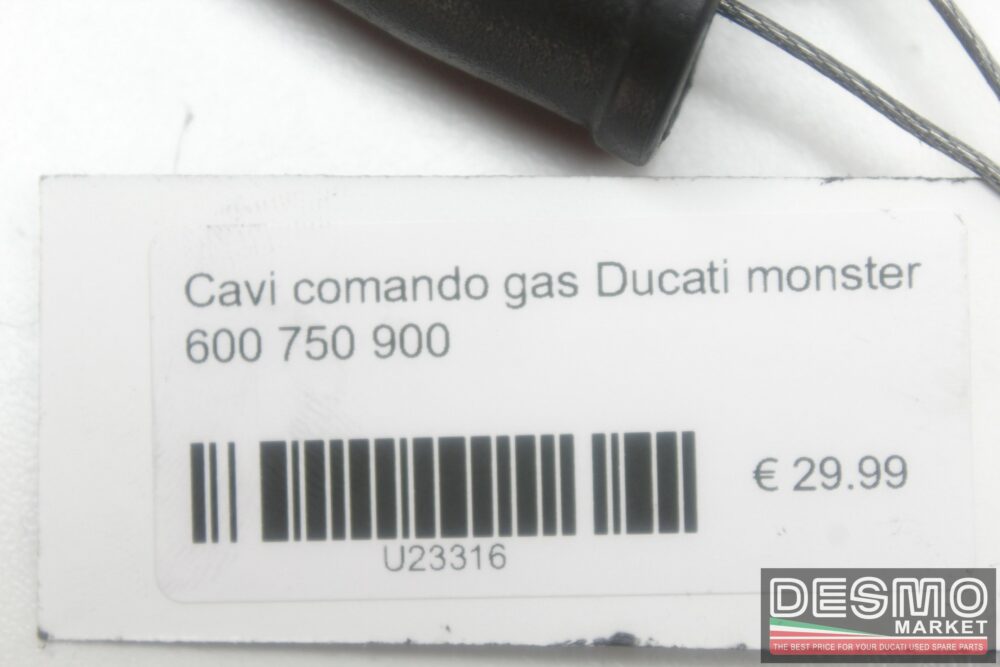 Cavi comando gas Ducati monster
600 750 900
€ 29.99
U23316
DESMO
MARKET
THE BEST PRICE FOR YOUR DUCATI USED SPARE PARTS